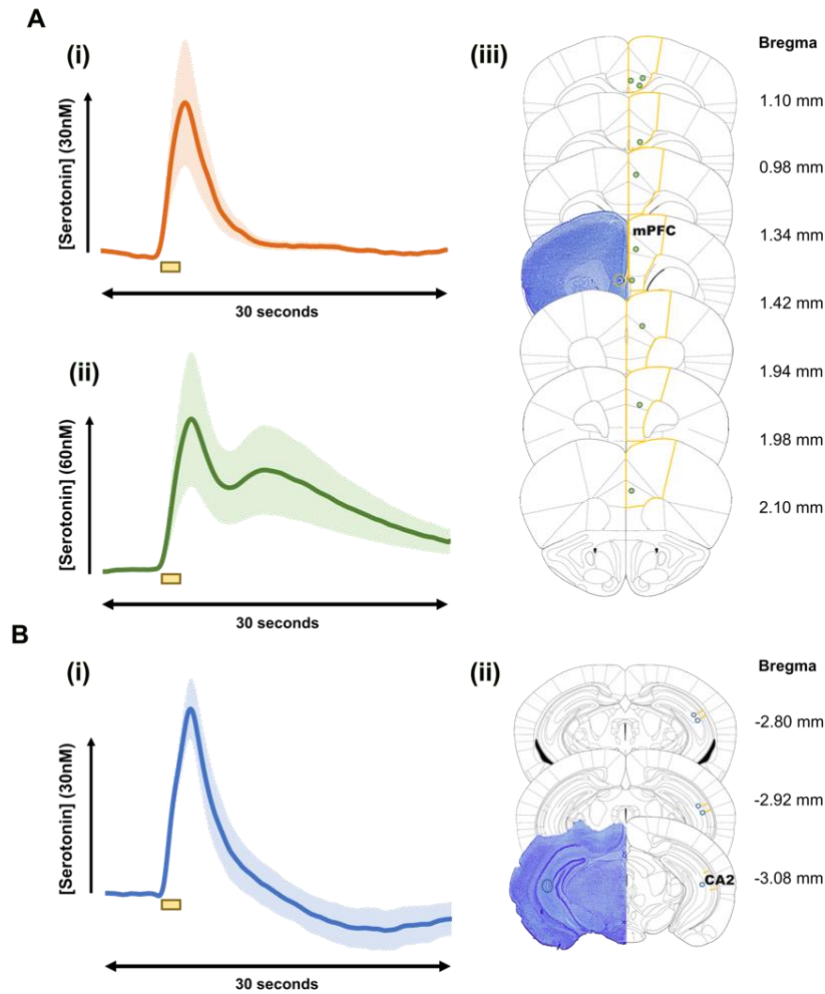 A
(i)
[Serotonin] (30nM)
30 seconds
(ii)
[Serotonin] (60nM)
30 seconds
(iii)
Bregma
1.10 mm
0.98 mm
1.34 mm
mPFC
1.42 mm
1.94 mm
1.98 mm
2.10 mm
B
(i)
[Serotonin] (30nM)
30 seconds
(ii)
Bregma
-2.80 mm
-2.92 mm
CA2
-3.08 mm